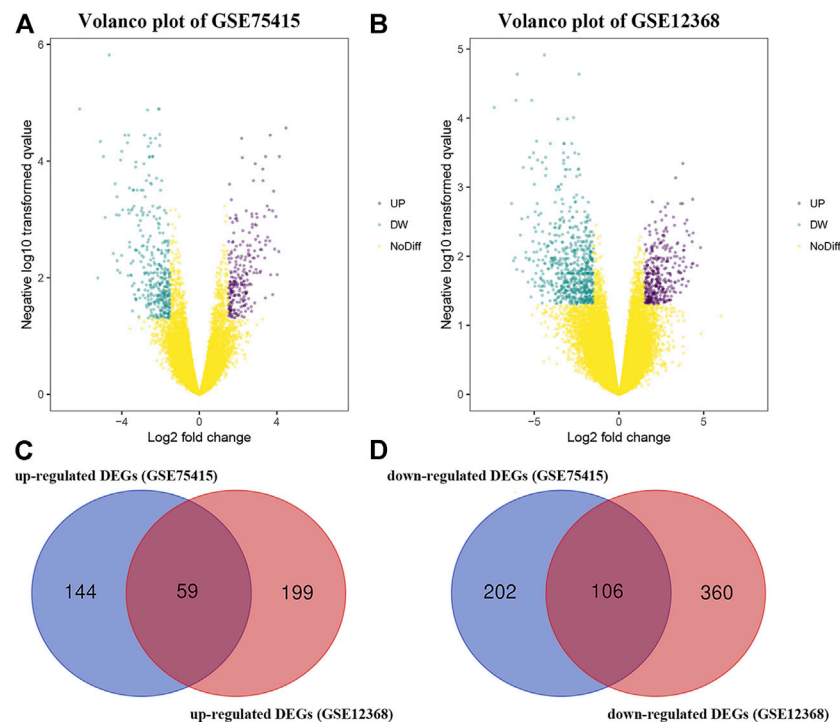 A
Volanco plot of GSE75415
Negative log10 transformed qvalue
6
4
2
0
−4
0
4
Log2 fold change
UP
DW
NoDiff
B
Volanco plot of GSE12368
Negative log10 transformed qvalue
5
4
3
2
1
0
−5
0
5
Log2 fold change
UP
DW
NoDiff
C
up-regulated DEGs (GSE75415)
144
59
199
up-regulated DEGs (GSE12368)
D
down-regulated DEGs (GSE75415)
202
106
360
down-regulated DEGs (GSE12368)